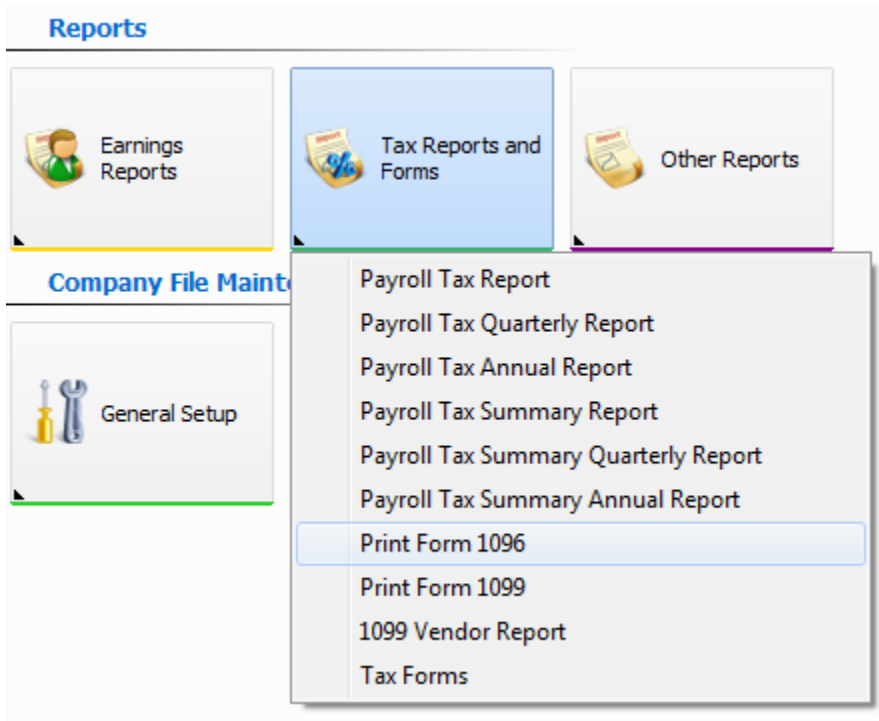 Reports
Earnings
Reports
Tax Reports and
Forms
Other Reports
Company File Maint
General Setup
Payroll Tax Report
Payroll Tax Quarterly Report
Payroll Tax Annual Report
Payroll Tax Summary Report
Payroll Tax Summary Quarterly Report
Payroll Tax Summary Annual Report
Print Form 1096
Print Form 1099
1099 Vendor Report
Tax Forms